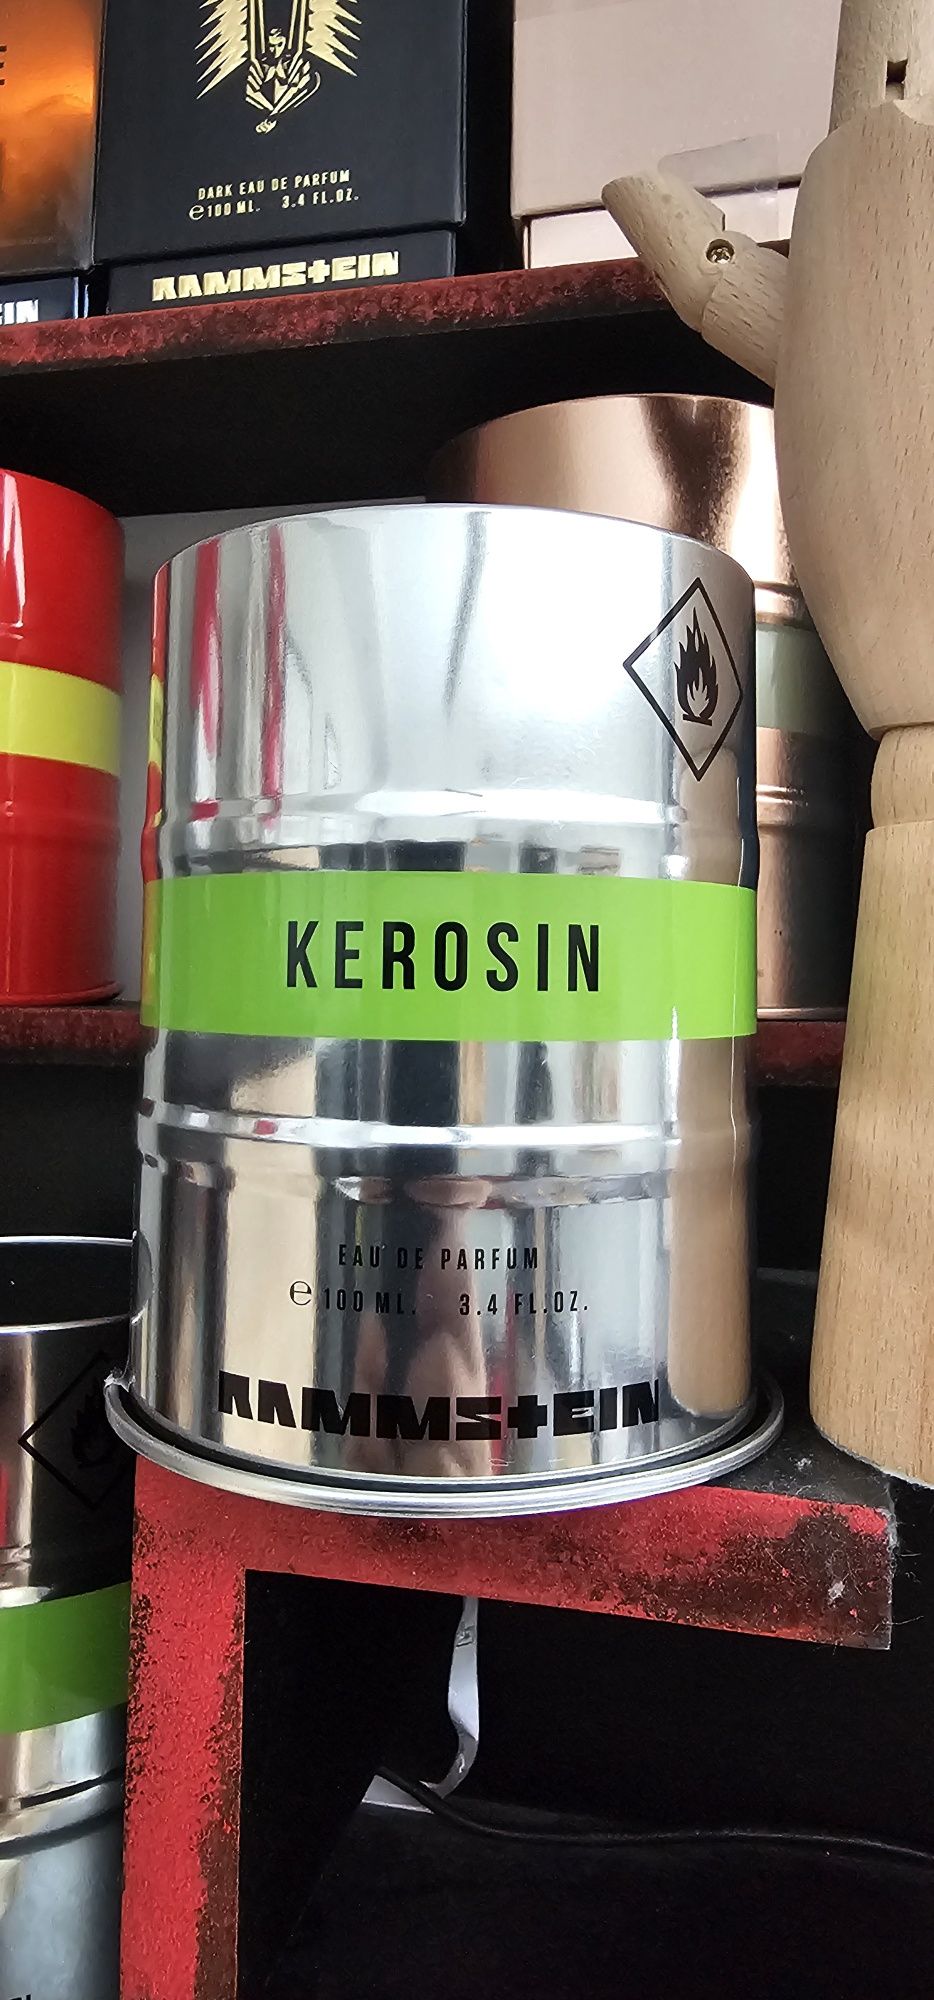 DARK EAU DE PARFUM
℮100 ML. 3.4 FL.OZ.
RAMMSTEIN
KEROSIN
EAU DE PARFUM
℮100 ML. 3.4 FL.OZ.
RAMMSTEIN